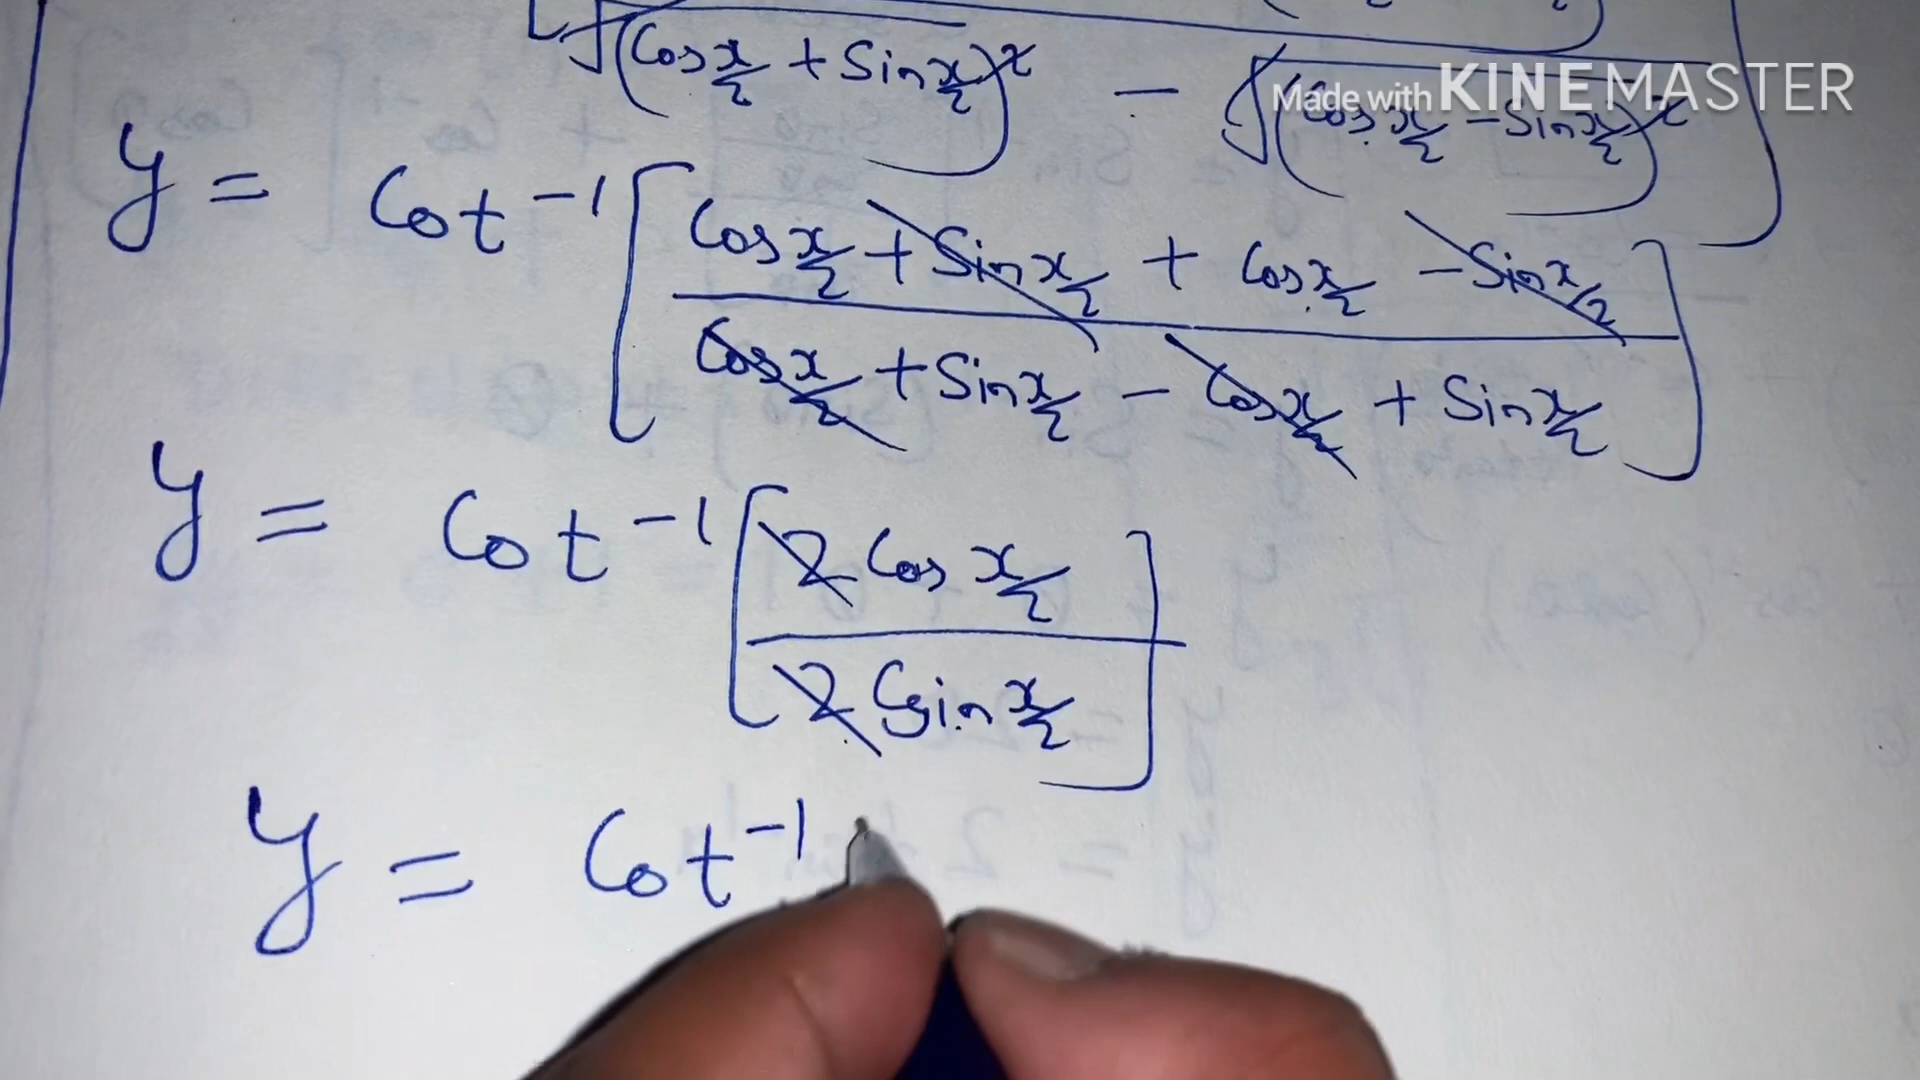 √(Cos x/2 + Sin x/2)² - √(Cos x/2 - Sin x/2)²
Made with KINEMASTER
y = Cot⁻¹ [Cos x/2 + Sin x/2 + Cos x/2 - Sin x/2
Cos x/2 + Sin x/2 - Cos x/2 + Sin x/2]
y = Cot⁻¹ [2 Cos x/2
2 Sin x/2]
y = Cot⁻¹